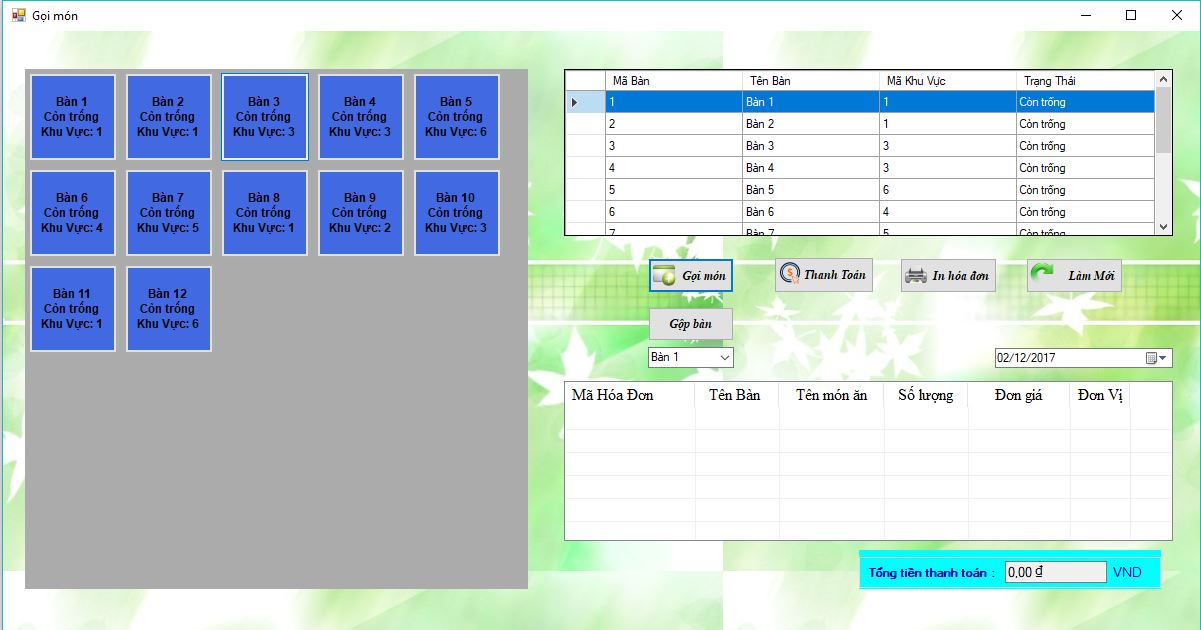 Gọi món
Bàn 1
Còn trống
Khu Vực: 1
Bàn 2
Còn trống
Khu Vực: 1
Bàn 3
Còn trống
Khu Vực: 3
Bàn 4
Còn trống
Khu Vực: 3
Bàn 5
Còn trống
Khu Vực: 6
Bàn 6
Còn trống
Khu Vực: 4
Bàn 7
Còn trống
Khu Vực: 5
Bàn 8
Còn trống
Khu Vực: 1
Bàn 9
Còn trống
Khu Vực: 2
Bàn 10
Còn trống
Khu Vực: 3
Bàn 11
Còn trống
Khu Vực: 1
Bàn 12
Còn trống
Khu Vực: 6
Mã Bàn Tên Bàn Mã Khu Vực Trạng Thái
1 Bàn 1 1 Còn trống
2 Bàn 2 1 Còn trống
3 Bàn 3 3 Còn trống
4 Bàn 4 3 Còn trống
5 Bàn 5 6 Còn trống
6 Bàn 6 4 Còn trống
7 Bàn 7 5 Còn trống
Gọi món Thanh Toán In hóa đơn Làm Mới
Gộp bàn
Bàn 1 02/12/2017
Mã Hóa Đơn Tên Bàn Tên món ăn Số lượng Đơn giá Đơn Vị
Tổng tiền thanh toán : 0,00 ₫ VND